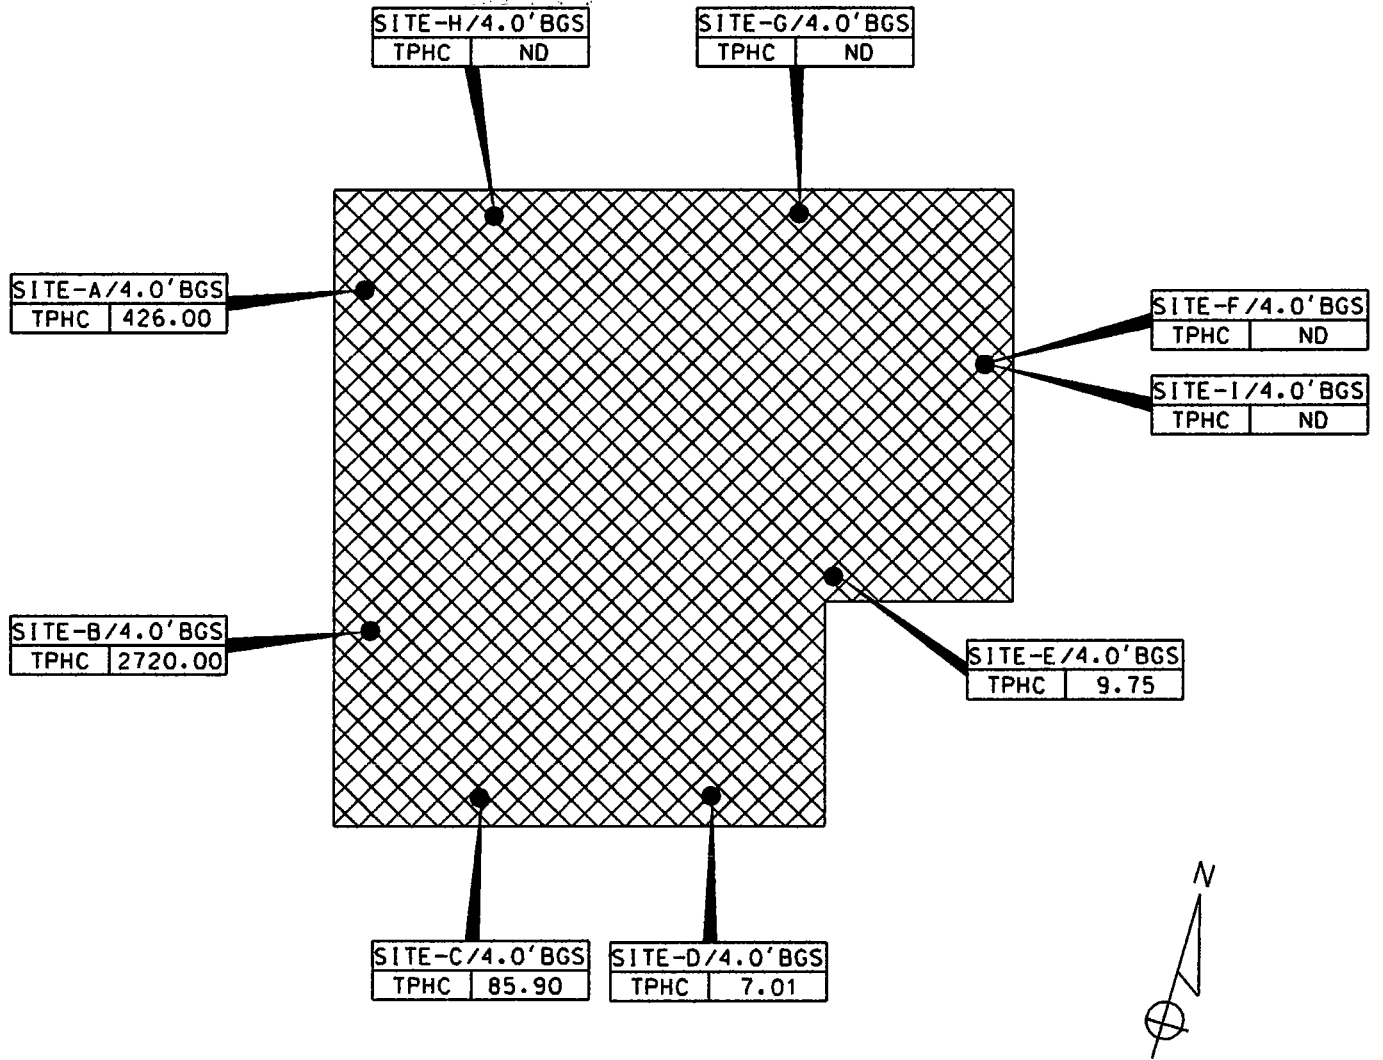 SITE-H/4.0'BGS
TPHC ND
SITE-G/4.0'BGS
TPHC ND
SITE-A/4.0'BGS
TPHC 426.00
SITE-F/4.0'BGS
TPHC ND
SITE-I/4.0'BGS
TPHC ND
SITE-B/4.0'BGS
TPHC 2720.00
SITE-E/4.0'BGS
TPHC 9.75
SITE-C/4.0'BGS
TPHC 85.90
SITE-D/4.0'BGS
TPHC 7.01
N